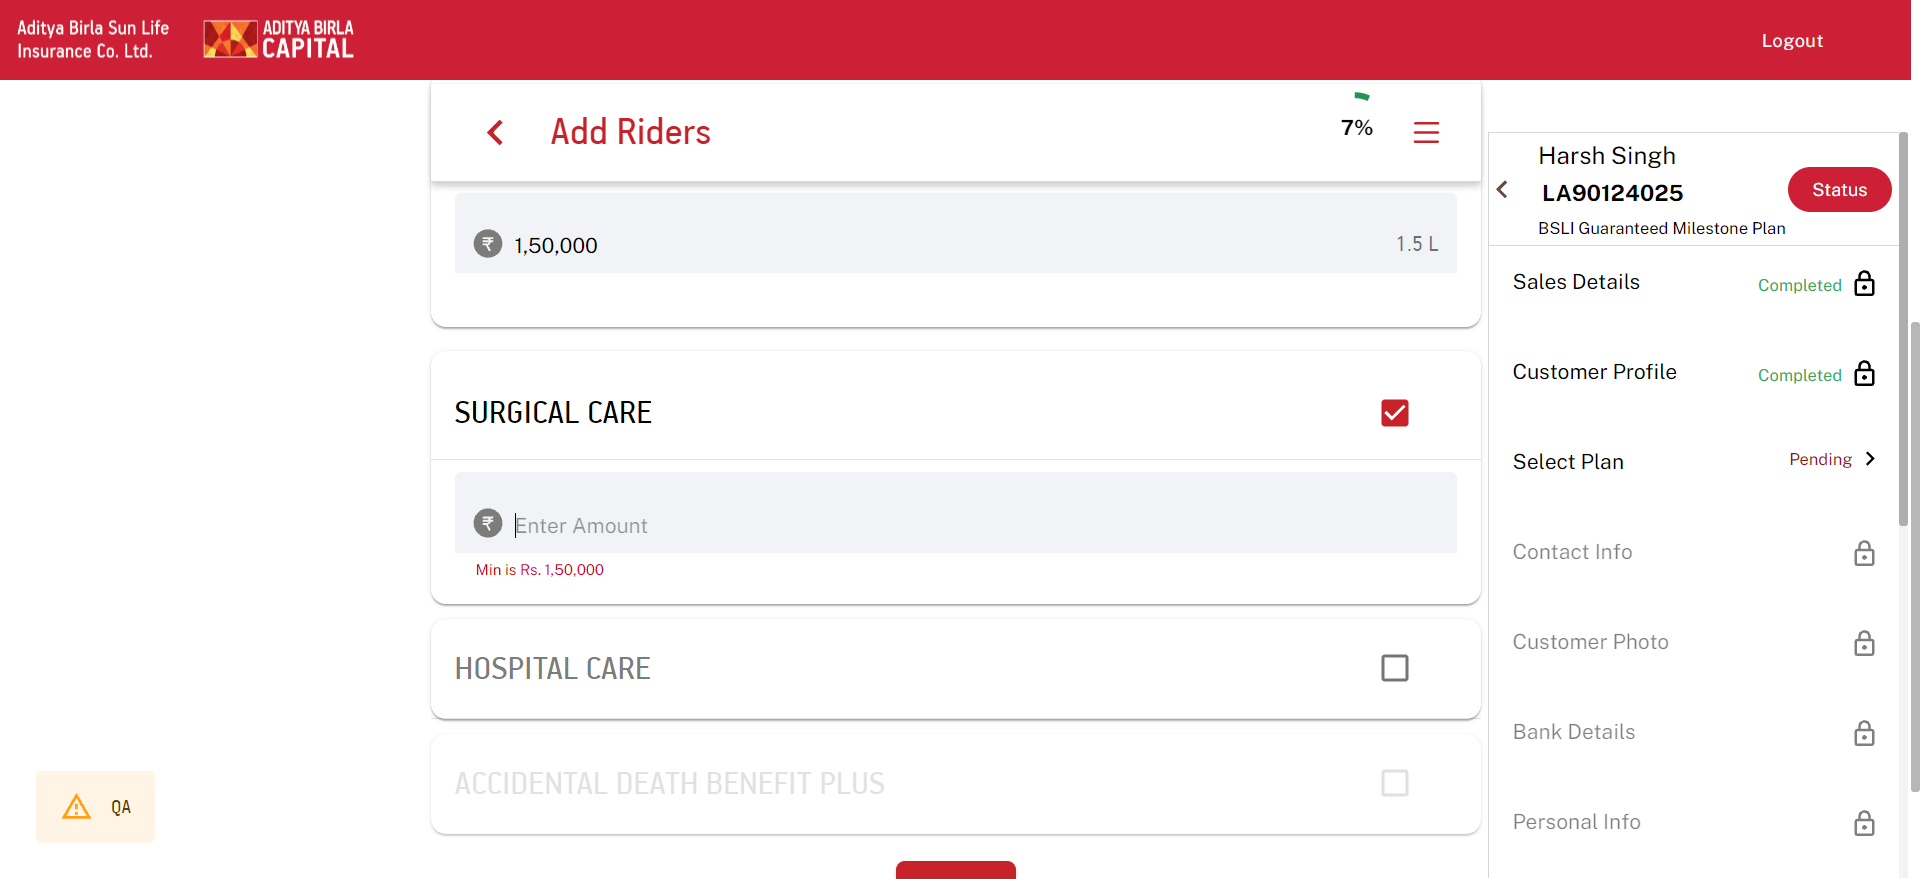 Aditya Birla Sun Life
Insurance Co. Ltd.
ADITYA BIRLA
CAPITAL
Logout
Add Riders
7%
₹ 1,50,000 1.5 L
SURGICAL CARE
₹ Enter Amount
Min is Rs. 1,50,000
HOSPITAL CARE
ACCIDENTAL DEATH BENEFIT PLUS
QA
Harsh Singh
LA90124025
Status
BSLI Guaranteed Milestone Plan
Sales Details Completed
Customer Profile Completed
Select Plan Pending
Contact Info
Customer Photo
Bank Details
Personal Info